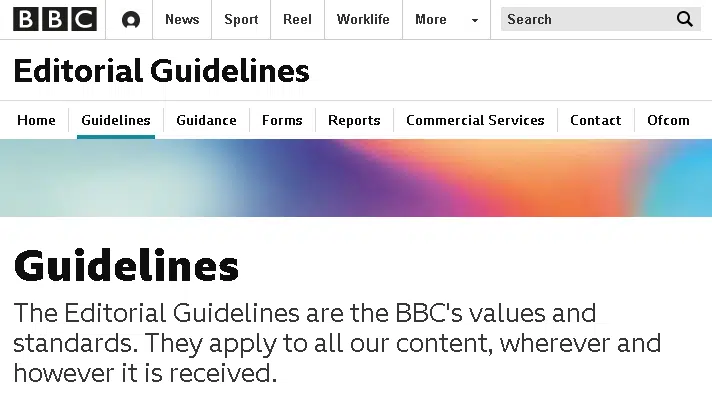 BBC News Sport Reel Worklife More Search
Editorial Guidelines
Home Guidelines Guidance Forms Reports Commercial Services Contact Ofcom
Guidelines
The Editorial Guidelines are the BBC's values and
standards. They apply to all our content, wherever and
however it is received.